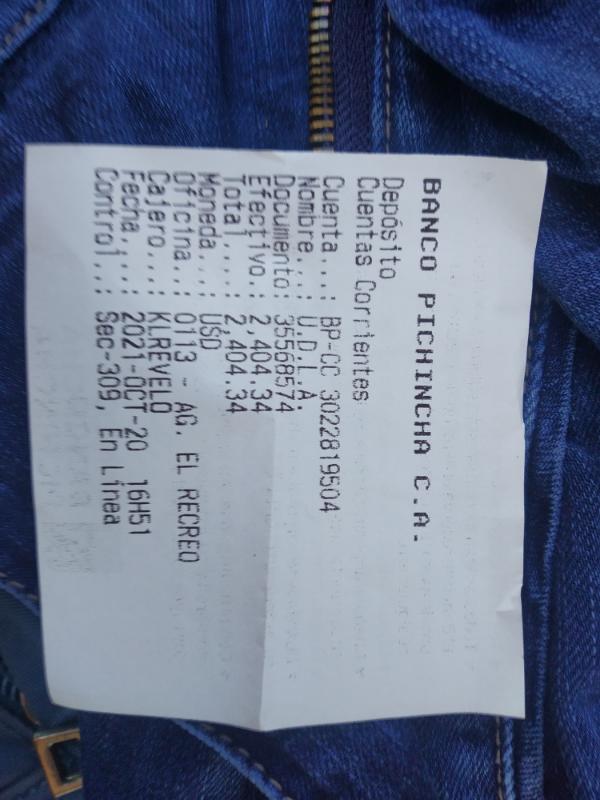 BANCO PICHINCHA C.A.
Depósito
Cuentas Corrientes
Cuenta...: BP-CC 3022819504
Nombre...: U.D.L.A.
Documento: 35568574
Efectivo.: 2,404.34
Total....: 2,404.34
Moneda...: USD
Oficina..: 0113 - AG. EL RECREO
Cajero...: KLREVELO
Fecha....: 2021-OCT-20 16H51
Control..: Sec-309, En Línea